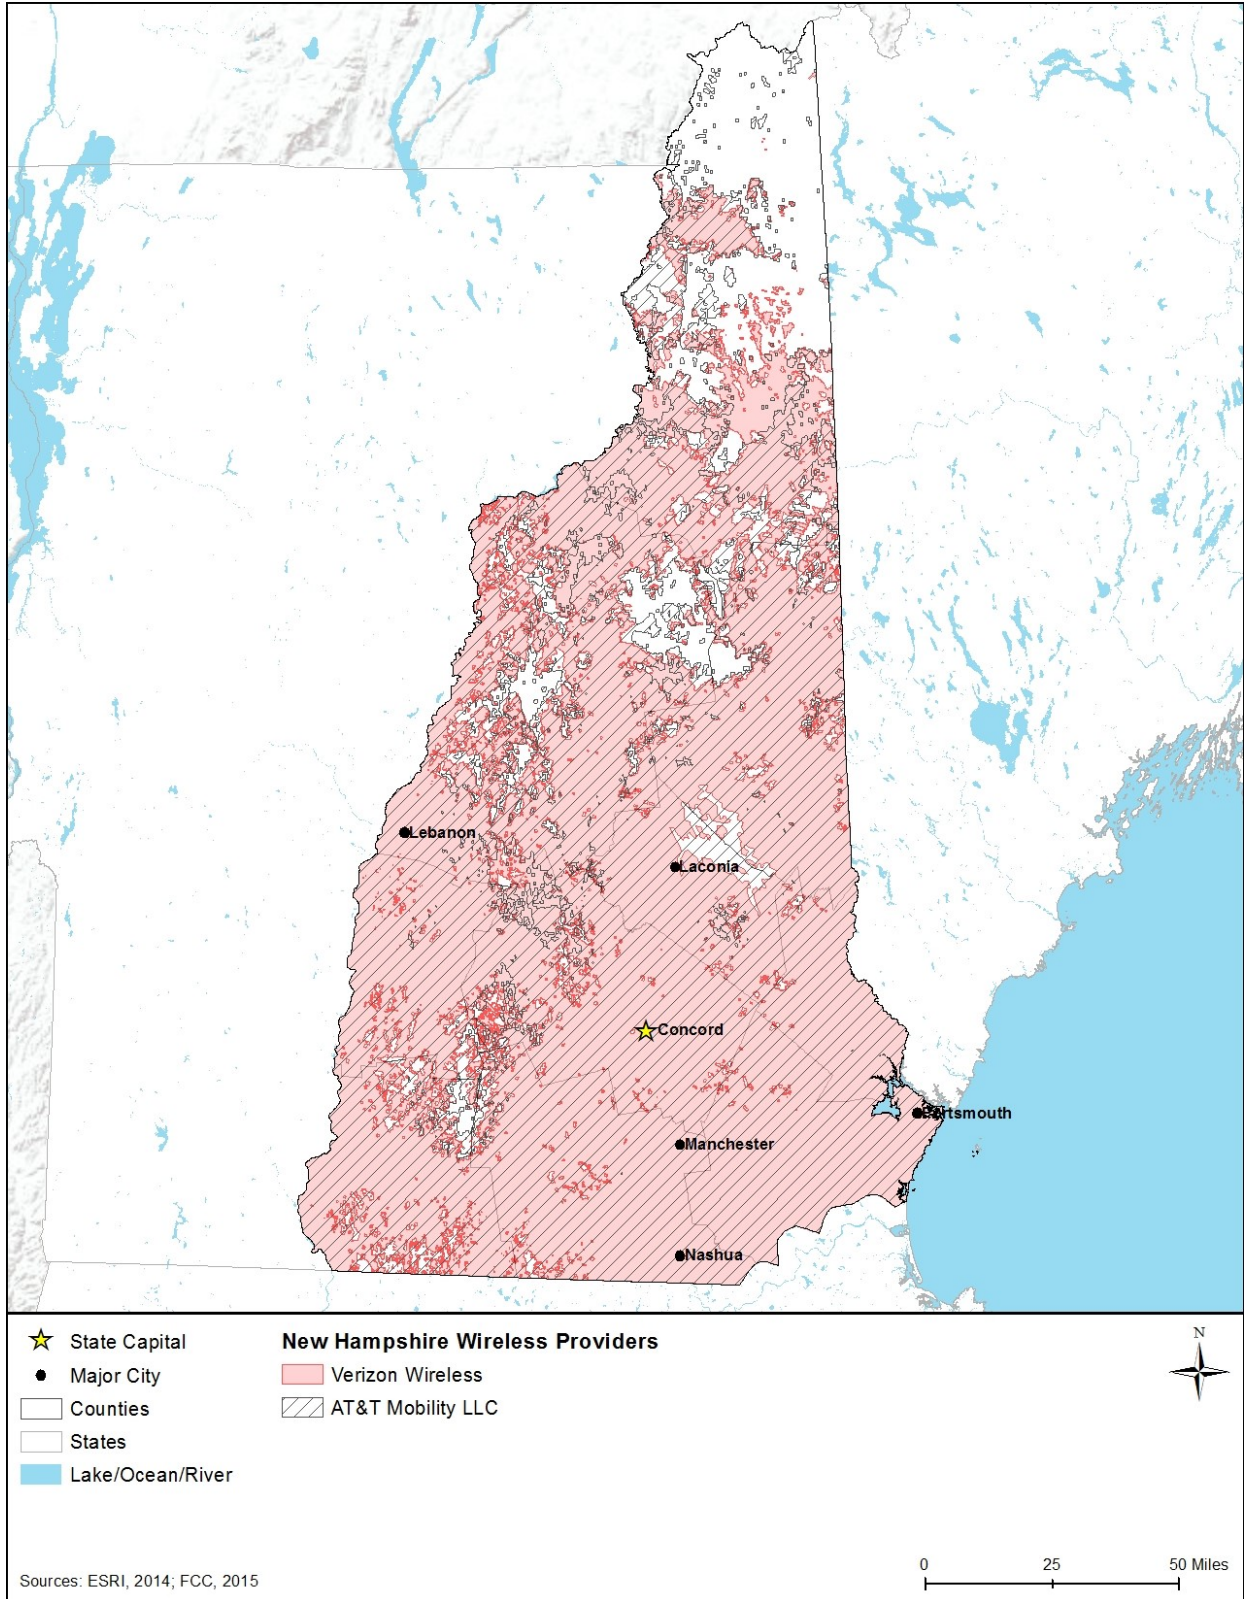 Lebanon
Laconia
Concord
Portsmouth
Manchester
Nashua
State Capital
Major City
Counties
States
Lake/Ocean/River
New Hampshire Wireless Providers
Verizon Wireless
AT&T Mobility LLC
N
Sources: ESRI, 2014; FCC, 2015
0 25 50 Miles